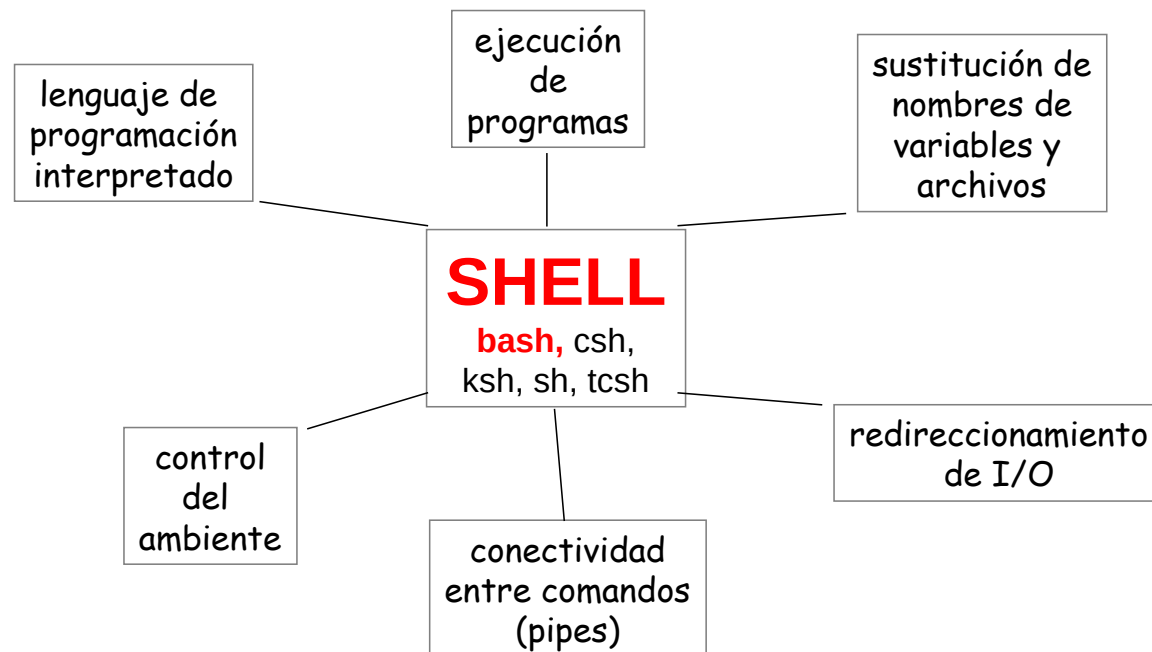 ejecución
de
programas
lenguaje de
programación
interpretado
sustitución de
nombres de
variables y
archivos
SHELL
bash, csh,
ksh, sh, tcsh
control
del
ambiente
redireccionamiento
de I/O
conectividad
entre comandos
(pipes)